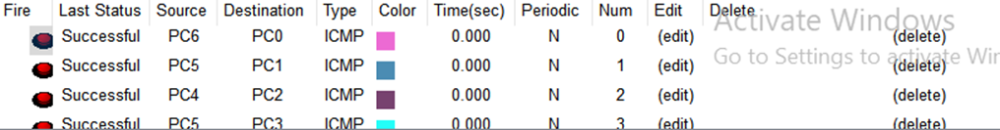 Fire Last Status Source Destination Type Color Time(sec) Periodic Num Edit Delete
Successful PC6 PC0 ICMP 0.000 N 0 (edit) (delete)
Successful PC5 PC1 ICMP 0.000 N 1 (edit) (delete)
Successful PC4 PC2 ICMP 0.000 N 2 (edit) (delete)
Successful PC5 PC3 ICMP 0.000 N 3 (edit) (delete)
Activate Windows
Go to Settings to activate Win